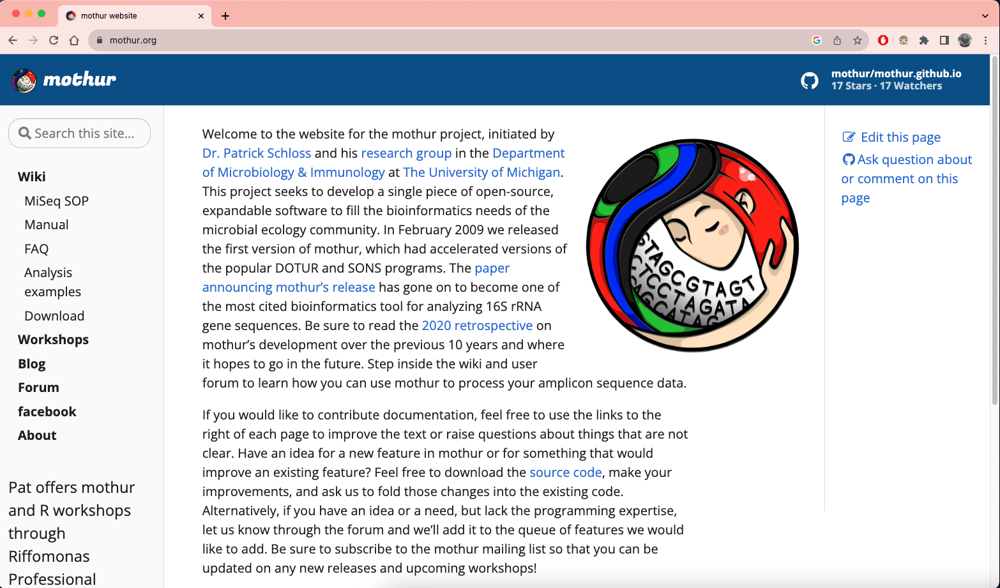 mothur website
mothur.org
mothur
mothur/mothur.github.io
17 Stars · 17 Watchers
Search this site...
Wiki
MiSeq SOP
Manual
FAQ
Analysis
examples
Download
Workshops
Blog
Forum
facebook
About
Pat offers mothur
and R workshops
through
Riffomonas
Professional
Welcome to the website for the mothur project, initiated by
Dr. Patrick Schloss and his research group in the Department
of Microbiology & Immunology at The University of Michigan.
This project seeks to develop a single piece of open-source,
expandable software to fill the bioinformatics needs of the
microbial ecology community. In February 2009 we released
the first version of mothur, which had accelerated versions of
the popular DOTUR and SONS programs. The paper
announcing mothur's release has gone on to become one of
the most cited bioinformatics tool for analyzing 16S rRNA
gene sequences. Be sure to read the 2020 retrospective on
mothur's development over the previous 10 years and where
it hopes to go in the future. Step inside the wiki and user
forum to learn how you can use mothur to process your amplicon sequence data.
If you would like to contribute documentation, feel free to use the links to the
right of each page to improve the text or raise questions about things that are not
clear. Have an idea for a new feature in mothur or for something that would
improve an existing feature? Feel free to download the source code, make your
improvements, and ask us to fold those changes into the existing code.
Alternatively, if you have an idea or a need, but lack the programming expertise,
let us know through the forum and we'll add it to the queue of features we would
like to add. Be sure to subscribe to the mothur mailing list so that you can be
updated on any new releases and upcoming workshops!
STAGCGTAGT
CTCCTAGATA
AGCATAG
Edit this page
Ask question about
or comment on this
page